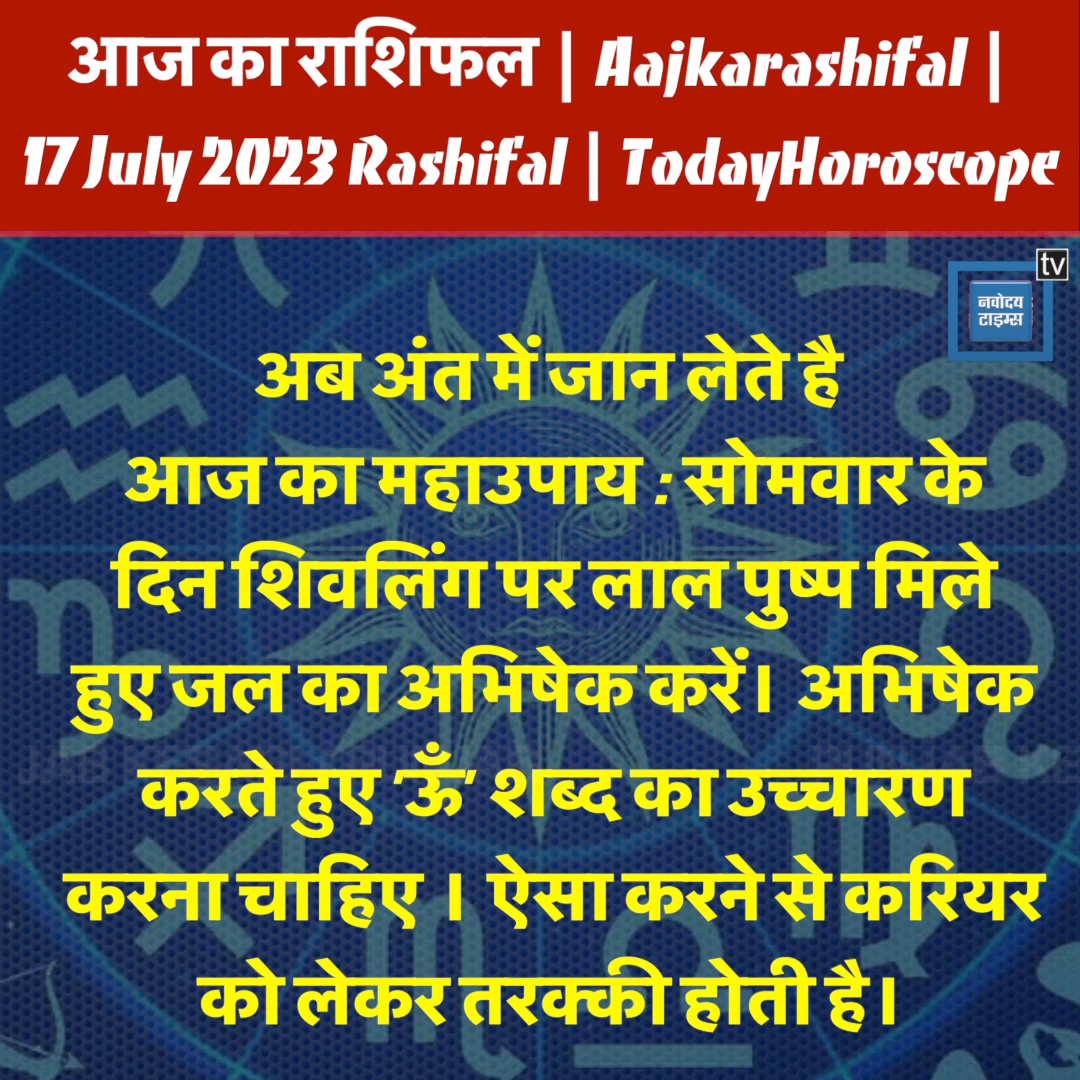 आज का राशिफल | Aajkarashifal |
17 July 2023 Rashifal | TodayHoroscope
tv
नवोदय
टाइम्स
अब अंत में जान लेते है
आज का महाउपाय : सोमवार के
दिन शिवलिंग पर लाल पुष्प मिले
हुए जल का अभिषेक करें। अभिषेक
करते हुए 'ऊँ' शब्द का उच्चारण
करना चाहिए । ऐसा करने से करियर
को लेकर तरक्की होती है।